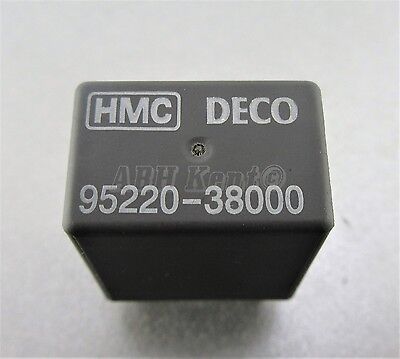 HMC DECO
ABH Kent©
95220-38000